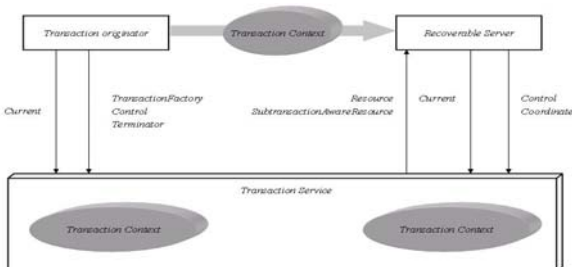 Transaction originator
Transaction Context
Recoverable Server
Current
TransactionFactory
Control
Terminator
Resource
SubtransactionAwareResource
Current
Control
Coordinate
Transaction Service
Transaction Context
Transaction Context